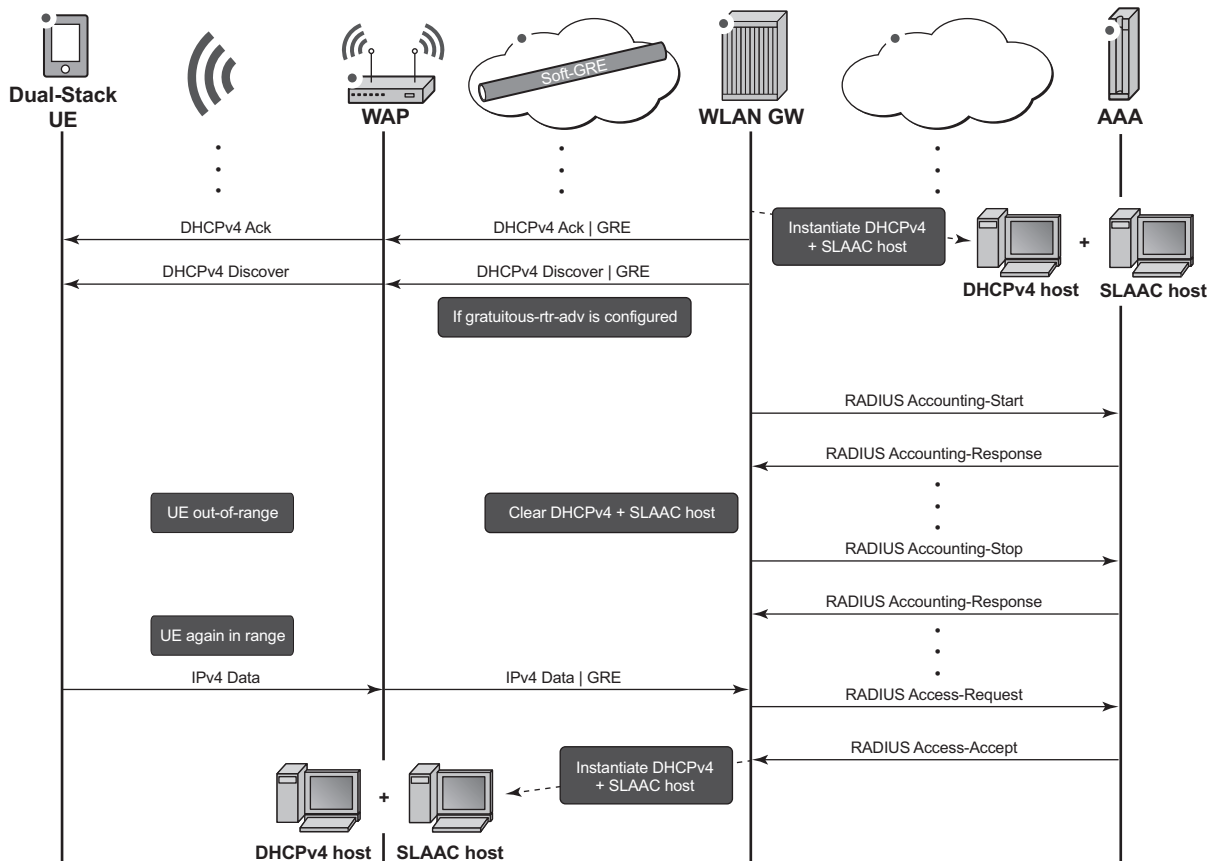 Soft-GRE
Dual-Stack
UE
WAP
WLAN GW
AAA
DHCPv4 Ack
DHCPv4 Ack | GRE
Instantiate DHCPv4
+ SLAAC host
+
DHCPv4 Discover
DHCPv4 Discover | GRE
DHCPv4 host
SLAAC host
If gratuitous-rtr-adv is configured
RADIUS Accounting-Start
RADIUS Accounting-Response
UE out-of-range
Clear DHCPv4 + SLAAC host
RADIUS Accounting-Stop
RADIUS Accounting-Response
UE again in range
IPv4 Data
IPv4 Data | GRE
RADIUS Access-Request
RADIUS Access-Accept
Instantiate DHCPv4
+ SLAAC host
+
DHCPv4 host
SLAAC host